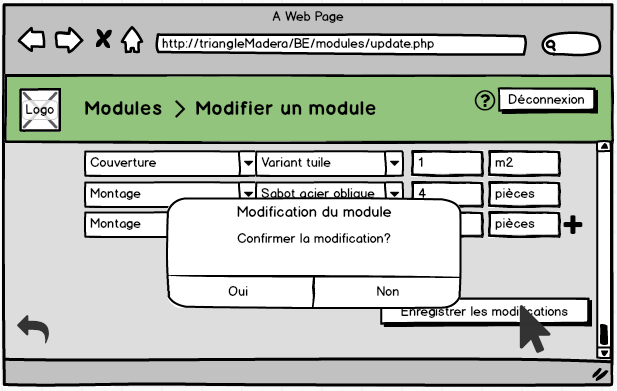 A Web Page
http://triangleMadera/BE/modules/update.php
Logo
Modules > Modifier un module
?
Déconnexion
Couverture Variant tuile 1 m2
Montage Sabot acier oblique 4 pièces
Montage pièces
Modification du module
Confirmer la modification?
Oui Non
Enregistrer les modifications